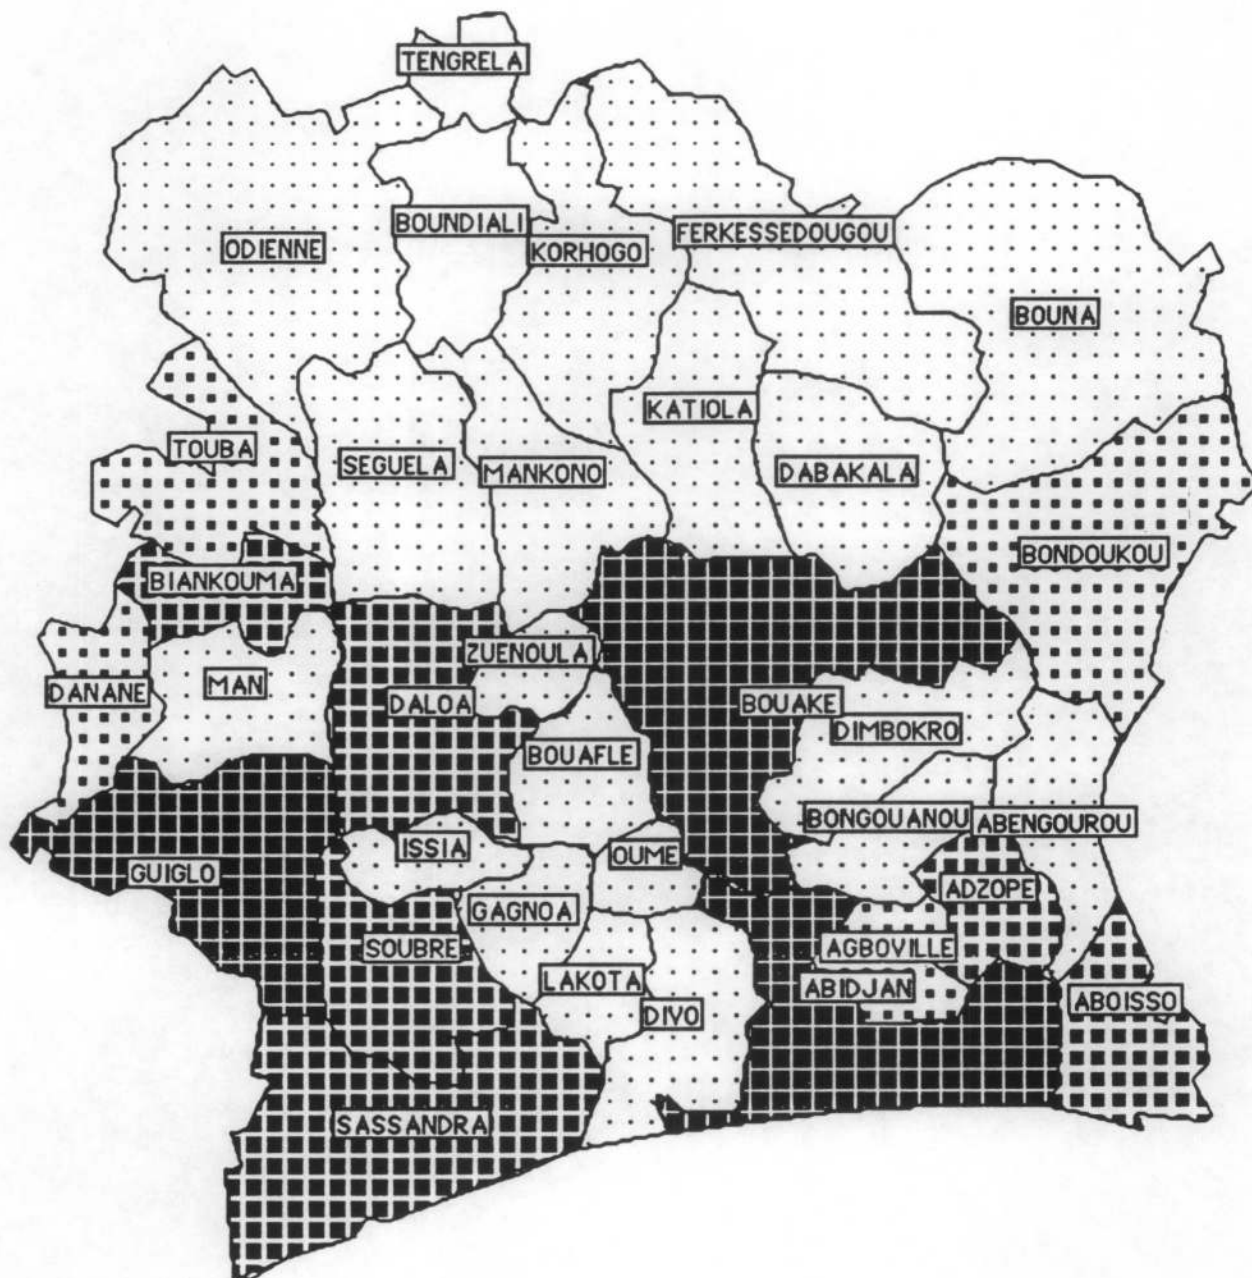 TENGRELA
BOUNDIALI
FERKESSEDOUGOU
ODIENNE
KORHOGO
BOUNA
KATIOLA
TOUBA
SEGUELA
MANKONO
DABAKALA
BONDOUKOU
BIANKOUMA
ZUENOULA
DANANE
MAN
DALOA
BOUAKE
DIMBOKRO
BOUAFLE
BONGOUANOU
ABENGOUROU
ISSIA
OUME
GUIGLO
ADZOPE
GAGNOA
SOUBRE
AGBOVILLE
LAKOTA
ABIDJAN
ABOISSO
DIVO
SASSANDRA